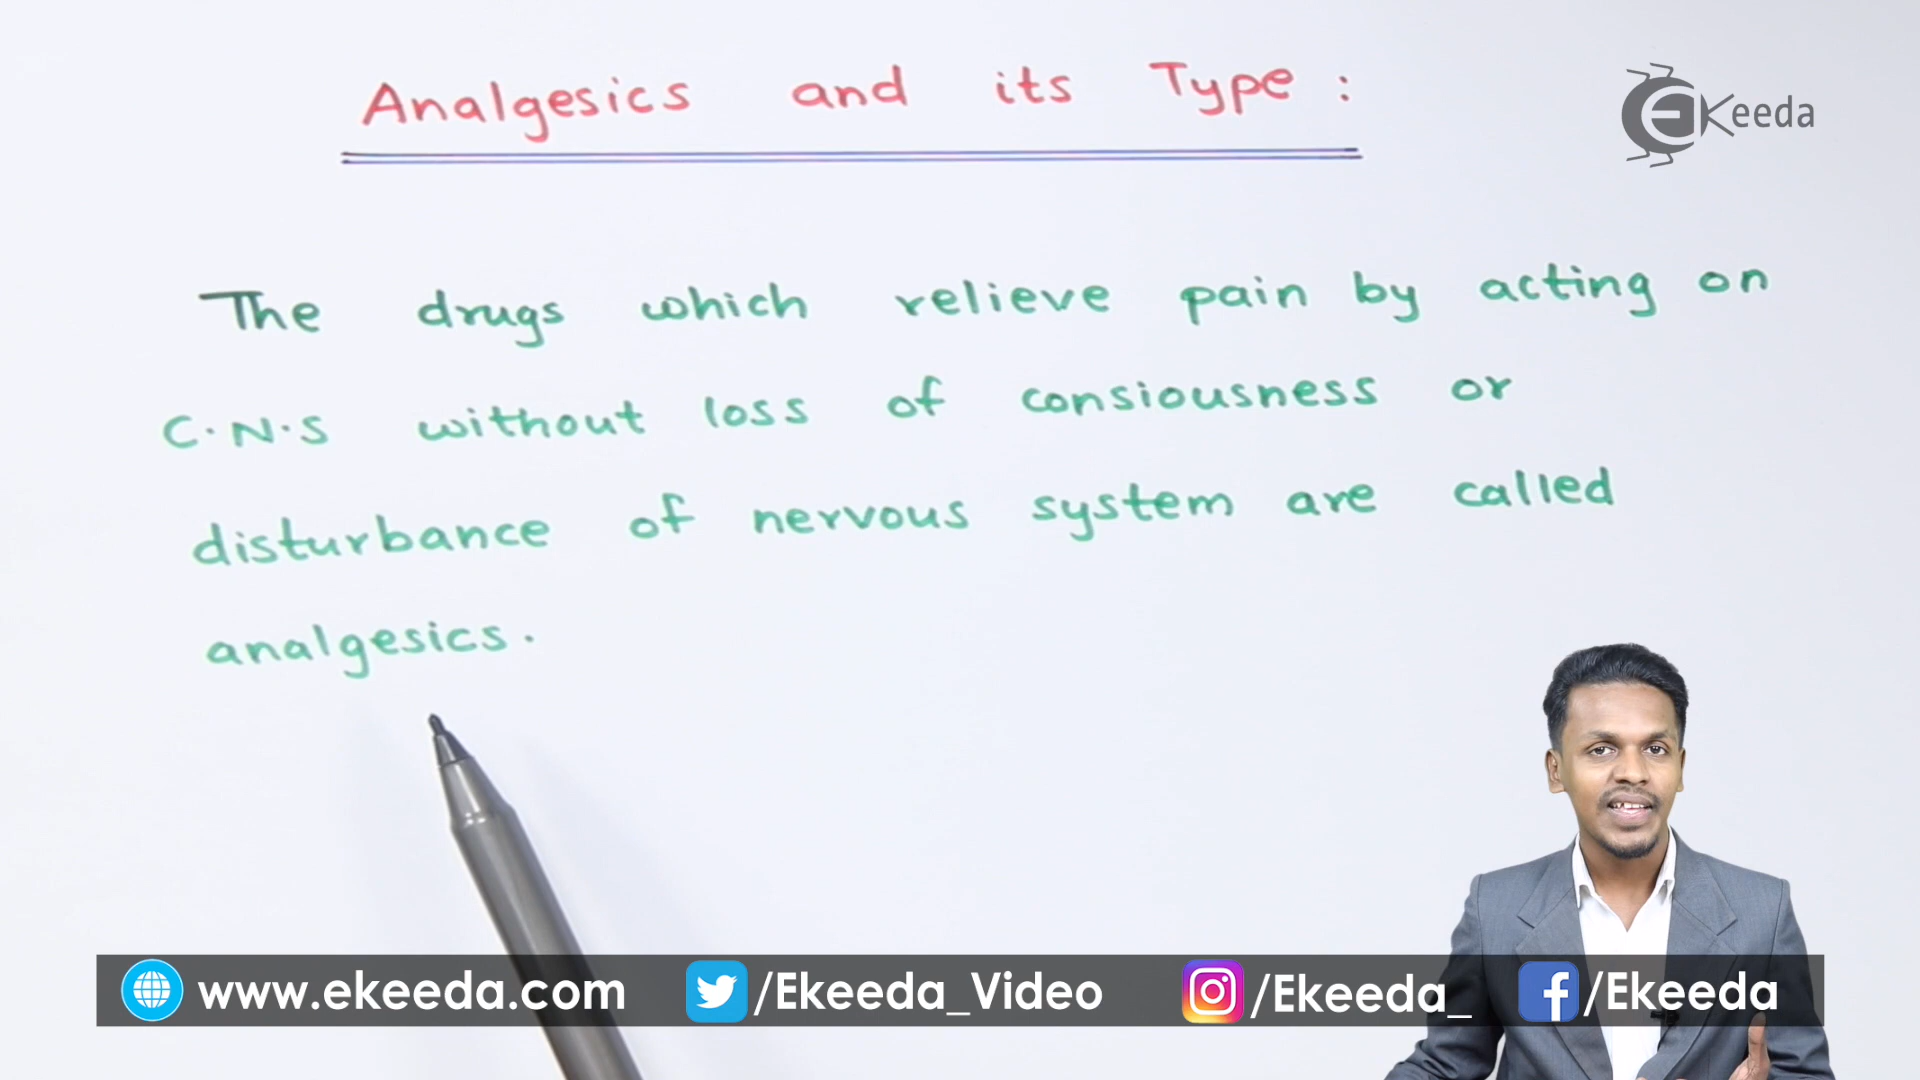 Analgesics and its Type :
EKeeda
The drugs which relieve pain by acting on
C.N.S without loss of consiousness or
disturbance of nervous system are called
analgesics.
www.ekeeda.com /Ekeeda_Video /Ekeeda_ /Ekeeda